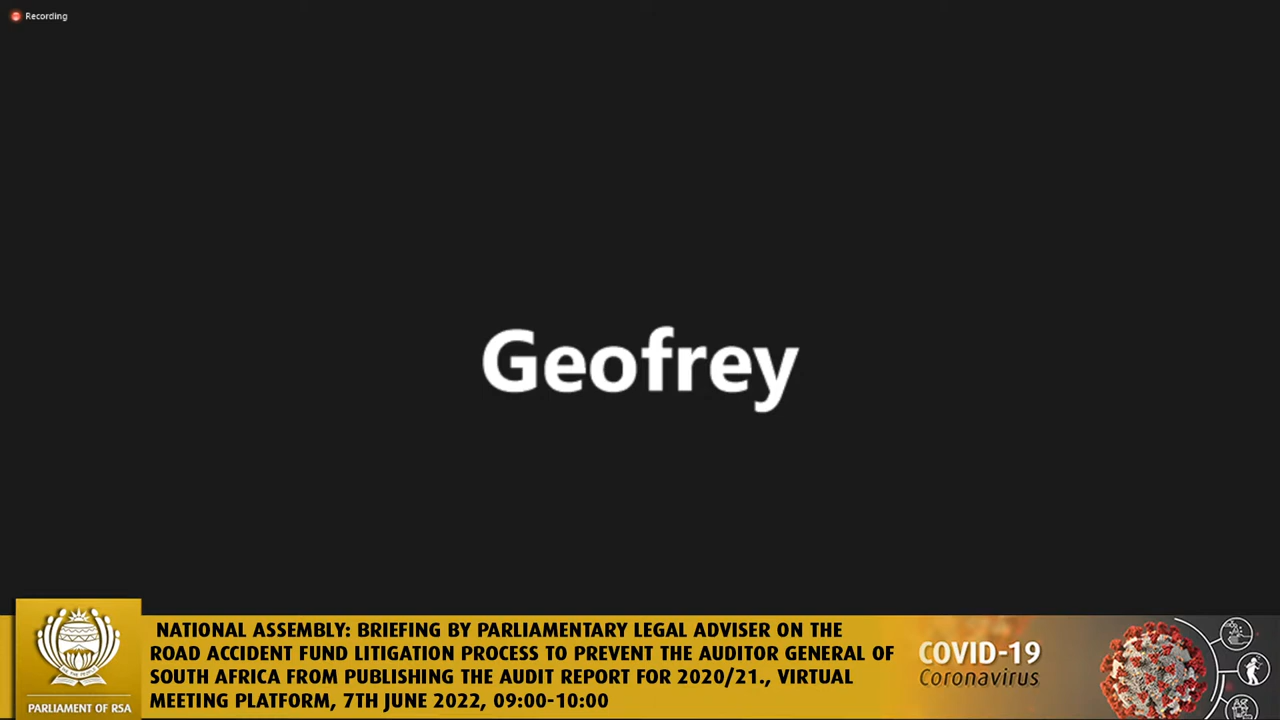 Recording
Geofrey
NATIONAL ASSEMBLY: BRIEFING BY PARLIAMENTARY LEGAL ADVISER ON THE
ROAD ACCIDENT FUND LITIGATION PROCESS TO PREVENT THE AUDITOR GENERAL OF
SOUTH AFRICA FROM PUBLISHING THE AUDIT REPORT FOR 2020/21., VIRTUAL
MEETING PLATFORM, 7TH JUNE 2022, 09:00-10:00
PARLIAMENT OF RSA
COVID-19
Coronavirus